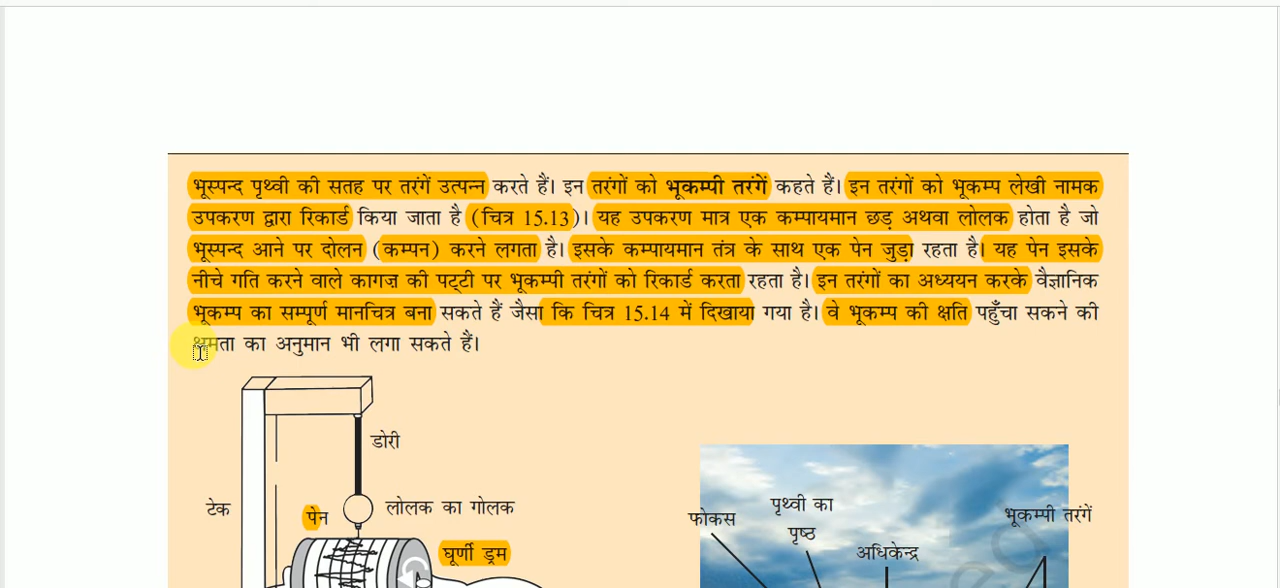 भूस्पन्द पृथ्वी की सतह पर तरंगें उत्पन्न करते हैं। इन तरंगों को भूकम्पी तरंगें कहते हैं। इन तरंगों को भूकम्प लेखी नामक
उपकरण द्वारा रिकार्ड किया जाता है (चित्र 15.13)। यह उपकरण मात्र एक कम्पायमान छड़ अथवा लोलक होता है जो
भूस्पन्द आने पर दोलन (कम्पन) करने लगता है। इसके कम्पायमान तंत्र के साथ एक पेन जुड़ा रहता है। यह पेन इसके
नीचे गति करने वाले कागज़ की पट्टी पर भूकम्पी तरंगों को रिकार्ड करता रहता है। इन तरंगों का अध्ययन करके वैज्ञानिक
भूकम्प का सम्पूर्ण मानचित्र बना सकते हैं जैसा कि चित्र 15.14 में दिखाया गया है। वे भूकम्प की क्षति पहुँचा सकने की
क्षमता का अनुमान भी लगा सकते हैं।
डोरी
टेक
लोलक का गोलक
पेन
घूर्णी ड्रम
फोकस
पृथ्वी का
पृष्ठ
अधिकेन्द्र
भूकम्पी तरंगें